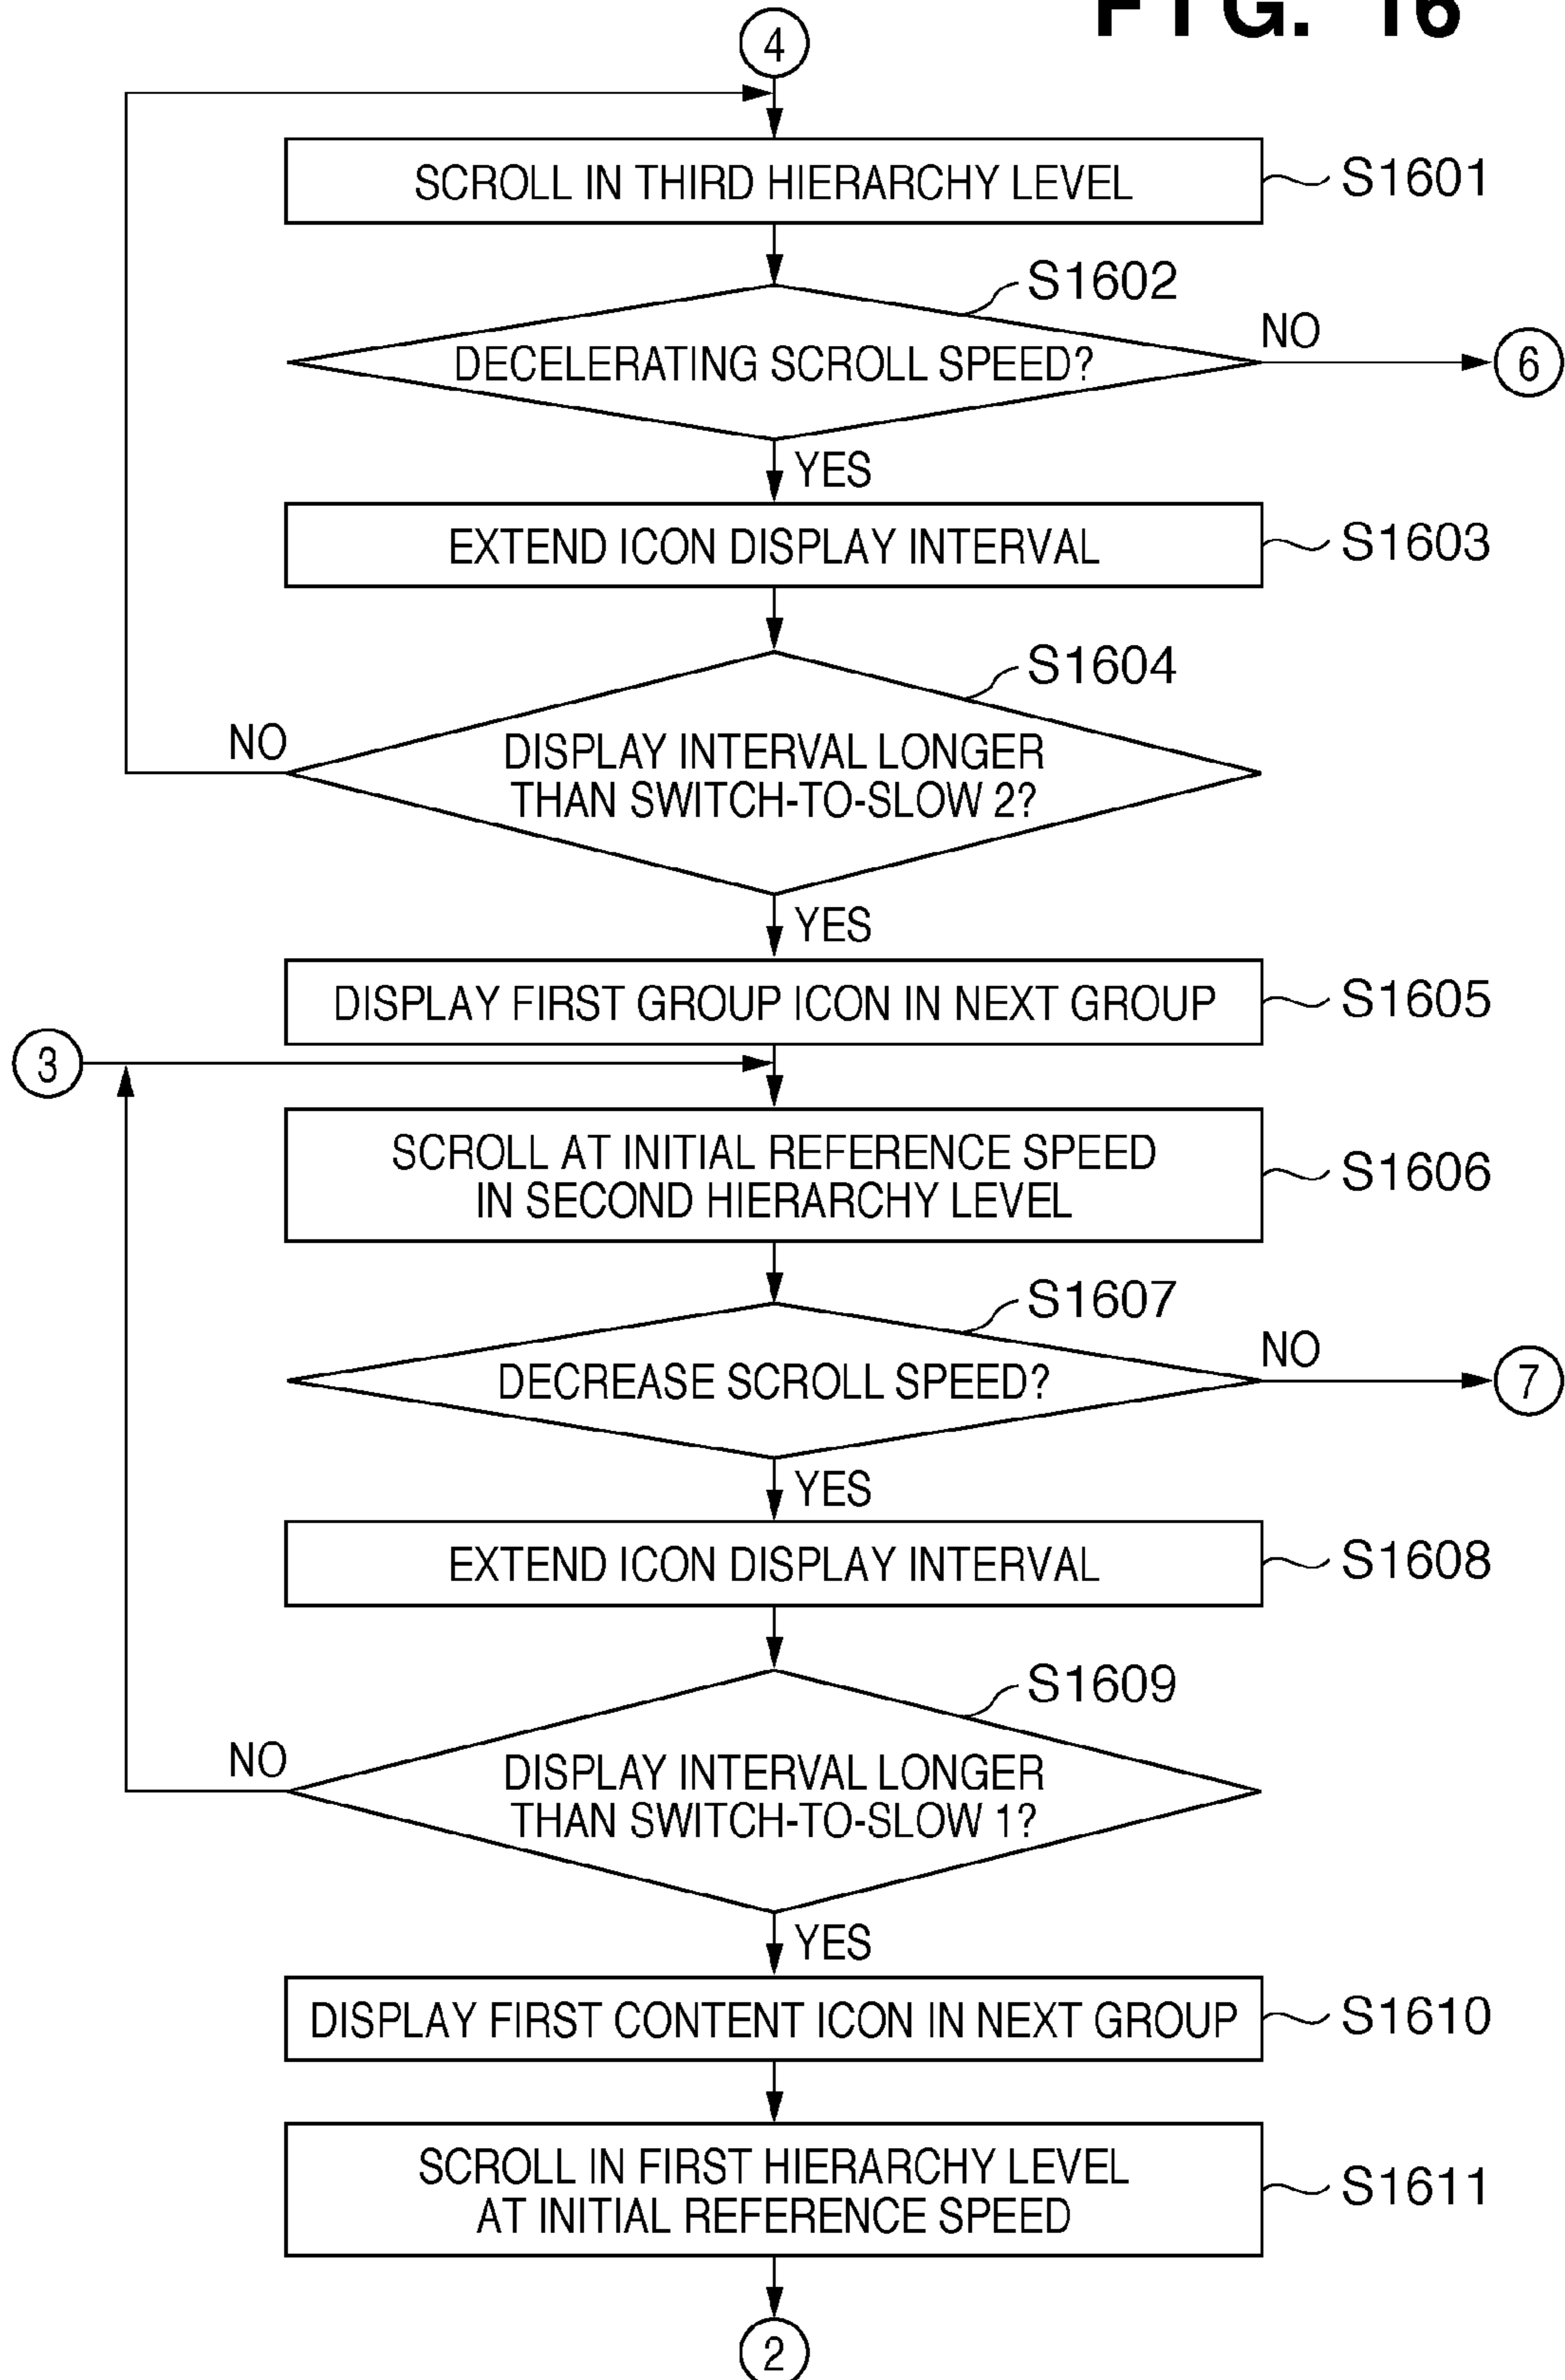 FIG. 16
4
SCROLL IN THIRD HIERARCHY LEVEL
S1601
S1602
DECELERATING SCROLL SPEED?
NO
6
YES
EXTEND ICON DISPLAY INTERVAL
S1603
S1604
NO
DISPLAY INTERVAL LONGER
THAN SWITCH-TO-SLOW 2?
YES
DISPLAY FIRST GROUP ICON IN NEXT GROUP
S1605
3
SCROLL AT INITIAL REFERENCE SPEED
IN SECOND HIERARCHY LEVEL
S1606
S1607
DECREASE SCROLL SPEED?
NO
7
YES
EXTEND ICON DISPLAY INTERVAL
S1608
S1609
NO
DISPLAY INTERVAL LONGER
THAN SWITCH-TO-SLOW 1?
YES
DISPLAY FIRST CONTENT ICON IN NEXT GROUP
S1610
SCROLL IN FIRST HIERARCHY LEVEL
AT INITIAL REFERENCE SPEED
S1611
2